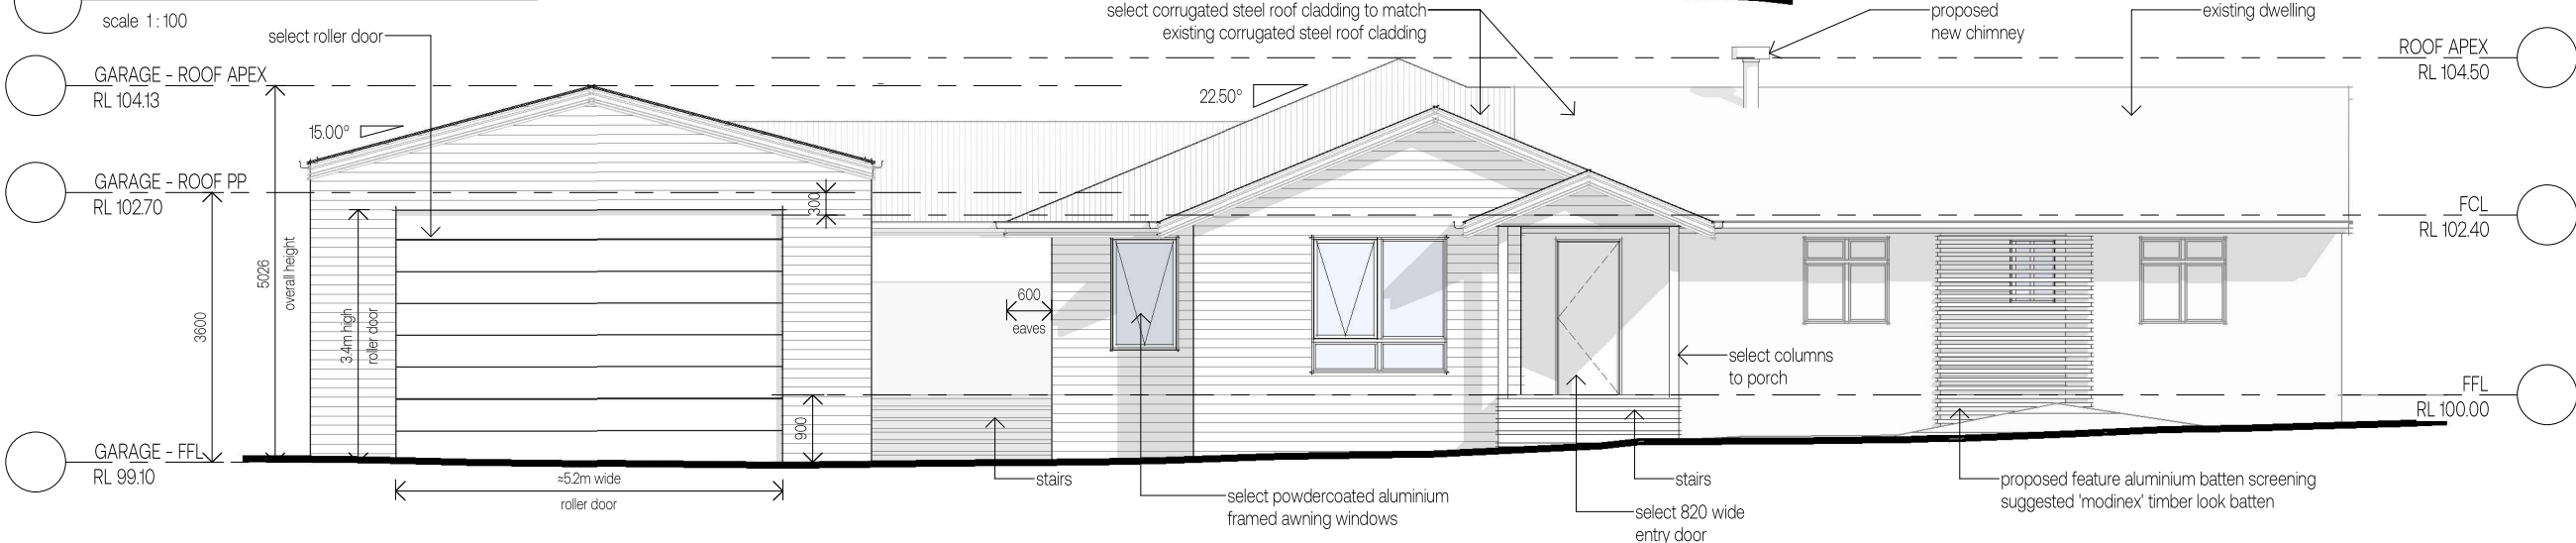 scale 1:100
select roller door
select corrugated steel roof cladding to match
existing corrugated steel roof cladding
proposed
new chimney
existing dwelling
GARAGE - ROOF APEX
RL 104.13
ROOF APEX
RL 104.50
15.00°
22.50°
GARAGE - ROOF PP
RL 102.70
300
FCL
RL 102.40
5026
overall height
3600
3.4m high
roller door
600
eaves
select columns
to porch
FFL
RL 100.00
900
GARAGE - FFL
RL 99.10
≈5.2m wide
roller door
stairs
select powdercoated aluminium
framed awning windows
stairs
select 820 wide
entry door
proposed feature aluminium batten screening
suggested 'modinex' timber look batten